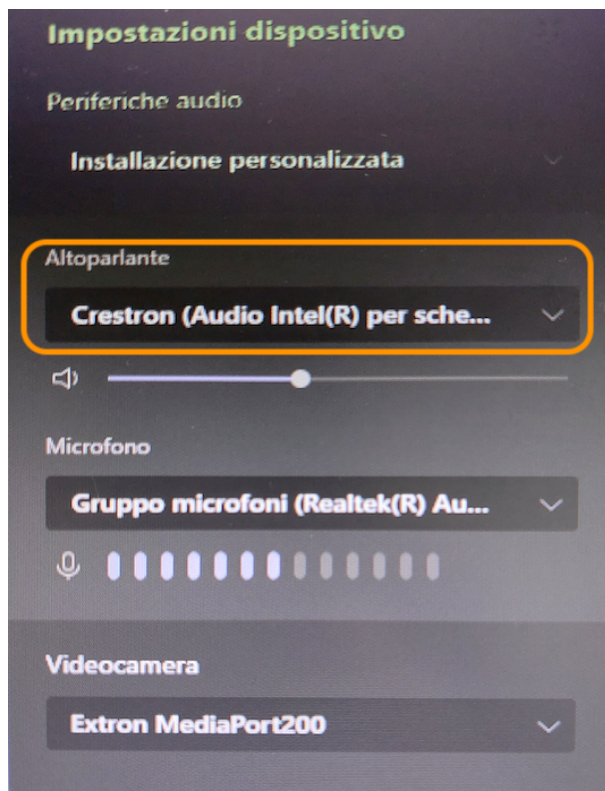 Impostazioni dispositivo
Periferiche audio
Installazione personalizzata
Altoparlante
Crestron (Audio Intel(R) per sche...
Microfono
Gruppo microfoni (Realtek(R) Au...
Videocamera
Extron MediaPort200